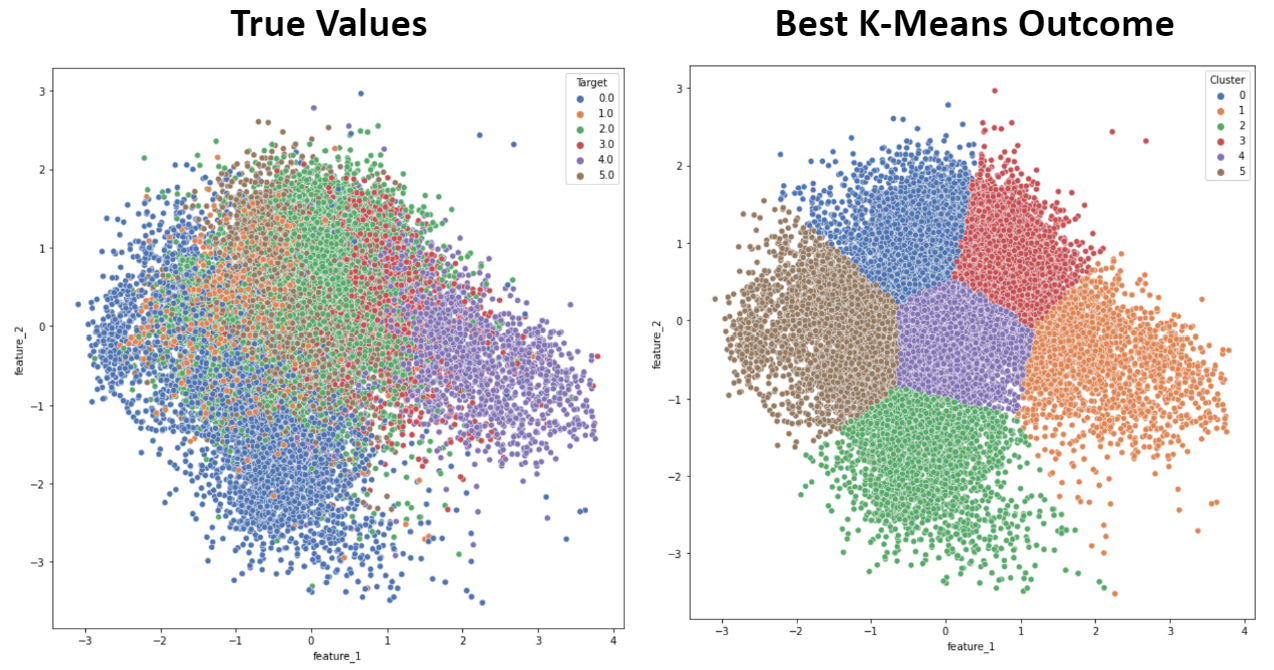 True Values
Best K-Means Outcome
Target
0.0
1.0
2.0
3.0
4.0
5.0
3
2
1
0
−1
−2
−3
feature_2
−3 −2 −1 0 1 2 3 4
feature_1
Cluster
0
1
2
3
4
5
3
2
1
0
−1
−2
−3
feature_2
−3 −2 −1 0 1 2 3 4
feature_1